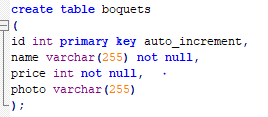 create table boquets
(
id int primary key auto_increment,
name varchar(255) not null,
price int not null,
photo varchar(255)
);